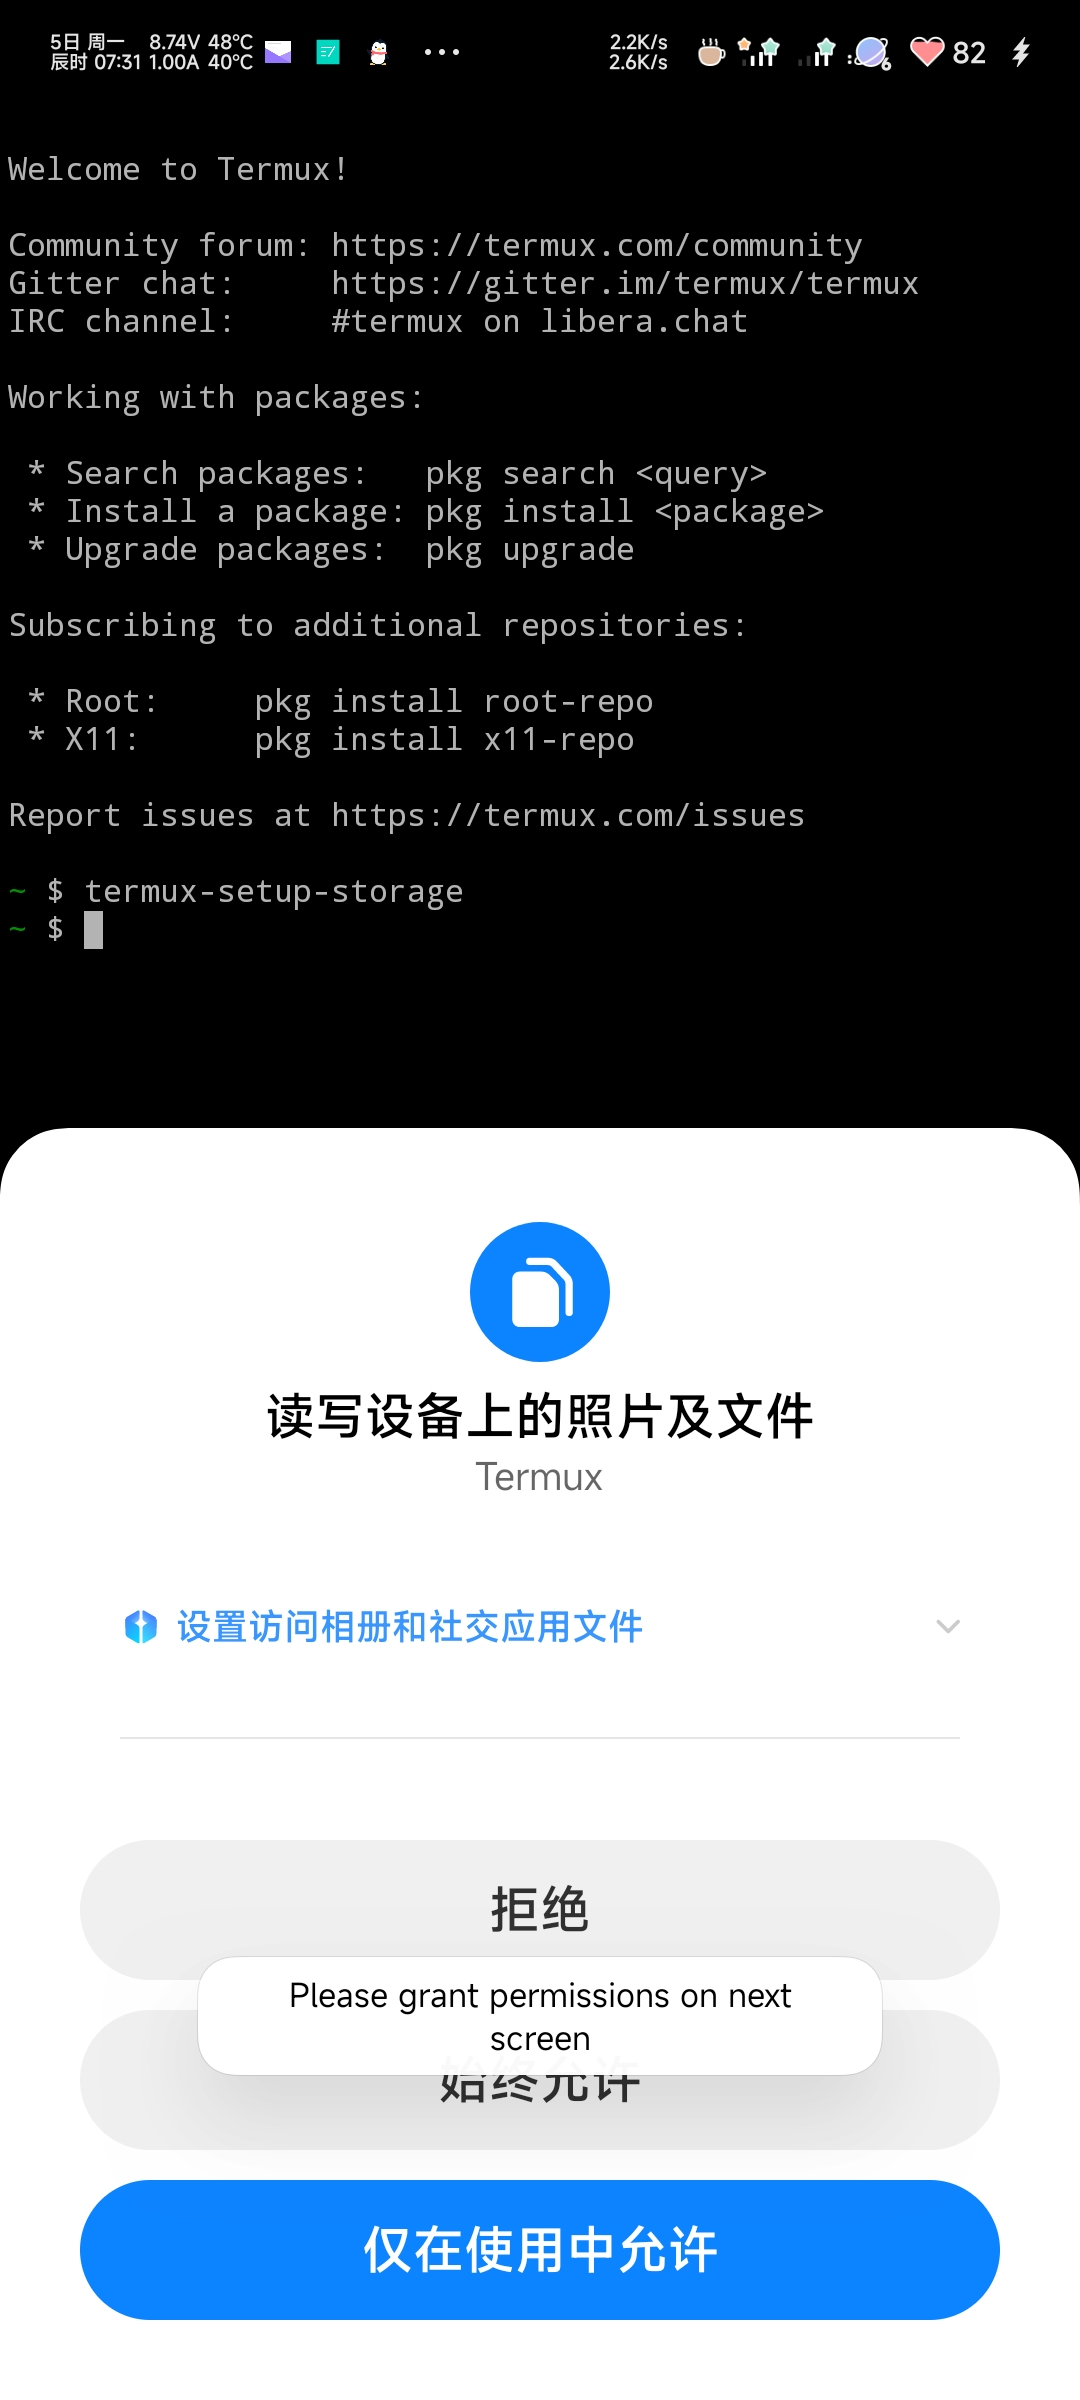 5日 周一 8.74V 48°C
辰时 07:31 1.00A 40°C
2.2K/s
2.6K/s
6
82
Welcome to Termux!
Community forum: https://termux.com/community
Gitter chat: https://gitter.im/termux/termux
IRC channel: #termux on libera.chat
Working with packages:
* Search packages: pkg search <query>
* Install a package: pkg install <package>
* Upgrade packages: pkg upgrade
Subscribing to additional repositories:
* Root: pkg install root-repo
* X11: pkg install x11-repo
Report issues at https://termux.com/issues
~ $ termux-setup-storage
~ $
读写设备上的照片及文件
Termux
设置访问相册和社交应用文件
拒绝
Please grant permissions on next
screen
始终允许
仅在使用中允许